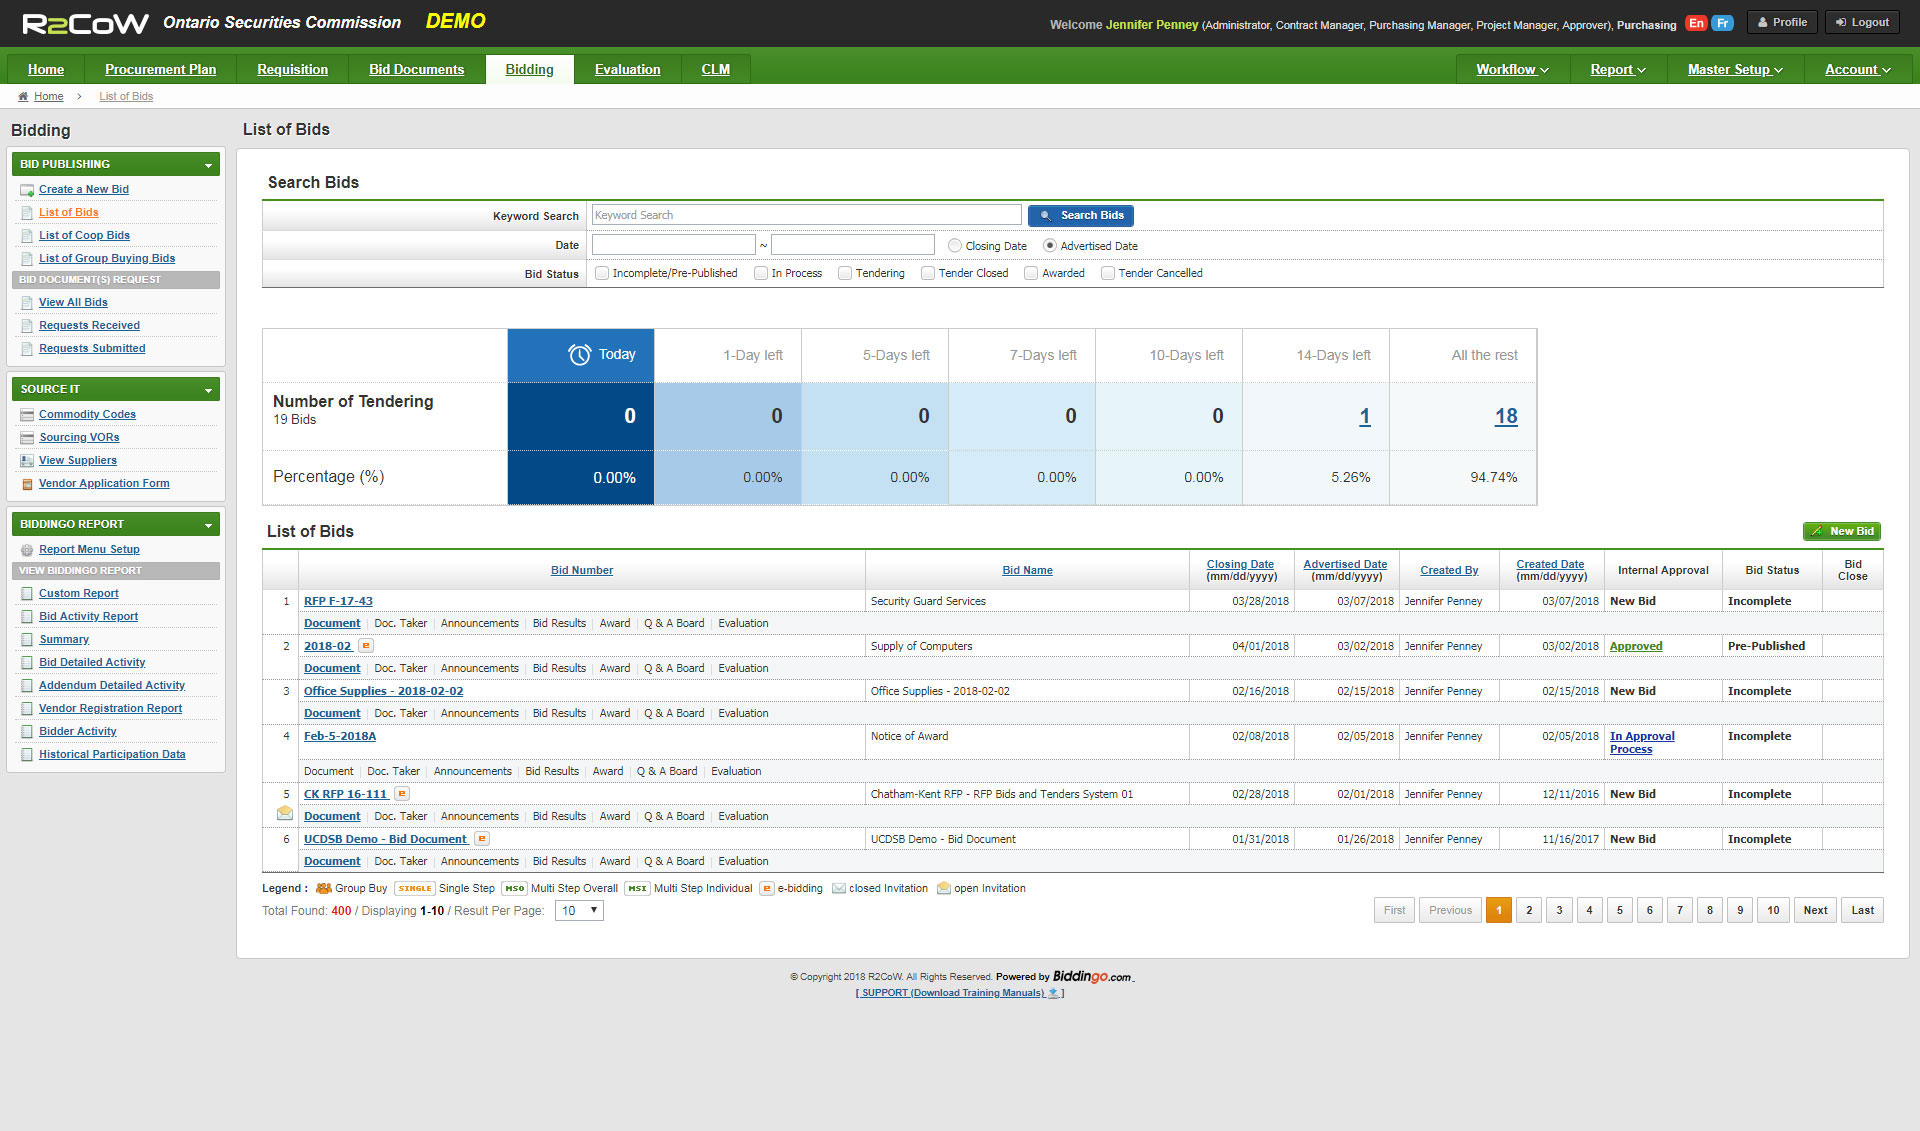 R2CoW Ontario Securities Commission DEMO
Welcome Jennifer Penney (Administrator, Contract Manager, Purchasing Manager, Project Manager, Approver), Purchasing En Fr Profile Logout
Home Procurement Plan Requisition Bid Documents Bidding Evaluation CLM Workflow Report Master Setup Account
Home > List of Bids
Bidding
BID PUBLISHING
Create a New Bid
List of Bids
List of Coop Bids
List of Group Buying Bids
BID DOCUMENT(S) REQUEST
View All Bids
Requests Received
Requests Submitted
SOURCE IT
Commodity Codes
Sourcing VORs
View Suppliers
Vendor Application Form
BIDDINGO REPORT
Report Menu Setup
VIEW BIDDINGO REPORT
Custom Report
Bid Activity Report
Summary
Bid Detailed Activity
Addendum Detailed Activity
Vendor Registration Report
Bidder Activity
Historical Participation Data
List of Bids
Search Bids
Keyword Search Keyword Search Search Bids
Date ~ Closing Date Advertised Date
Bid Status Incomplete/Pre-Published In Process Tendering Tender Closed Awarded Tender Cancelled
Today 1-Day left 5-Days left 7-Days left 10-Days left 14-Days left All the rest
Number of Tendering 0 0 0 0 0 1 18
19 Bids
Percentage (%) 0.00% 0.00% 0.00% 0.00% 0.00% 5.26% 94.74%
List of Bids New Bid
Bid Number Bid Name Closing Date (mm/dd/yyyy) Advertised Date (mm/dd/yyyy) Created By Created Date (mm/dd/yyyy) Internal Approval Bid Status Bid Close
1 RFP F-17-43 Security Guard Services 03/28/2018 03/07/2018 Jennifer Penney 03/07/2018 New Bid Incomplete
Document Doc. Taker Announcements Bid Results Award Q & A Board Evaluation
2 2018-02 e Supply of Computers 04/01/2018 03/02/2018 Jennifer Penney 03/02/2018 Approved Pre-Published
Document Doc. Taker Announcements Bid Results Award Q & A Board Evaluation
3 Office Supplies - 2018-02-02 Office Supplies - 2018-02-02 02/16/2018 02/15/2018 Jennifer Penney 02/15/2018 New Bid Incomplete
Document Doc. Taker Announcements Bid Results Award Q & A Board Evaluation
4 Feb-5-2018A Notice of Award 02/08/2018 02/05/2018 Jennifer Penney 02/05/2018 In Approval Process Incomplete
Document Doc. Taker Announcements Bid Results Award Q & A Board Evaluation
5 CK RFP 16-111 e Chatham-Kent RFP - RFP Bids and Tenders System 01 02/28/2018 02/01/2018 Jennifer Penney 12/11/2016 New Bid Incomplete
Document Doc. Taker Announcements Bid Results Award Q & A Board Evaluation
6 UCDSB Demo - Bid Document e UCDSB Demo - Bid Document 01/31/2018 01/26/2018 Jennifer Penney 11/16/2017 New Bid Incomplete
Document Doc. Taker Announcements Bid Results Award Q & A Board Evaluation
Legend : Group Buy SINGLE Single Step MSO Multi Step Overall MSI Multi Step Individual e e-bidding closed Invitation open Invitation
Total Found: 400 / Displaying 1-10 / Result Per Page: 10 First Previous 1 2 3 4 5 6 7 8 9 10 Next Last
© Copyright 2018 R2CoW. All Rights Reserved. Powered by Biddingo.com
[ SUPPORT (Download Training Manuals) ]